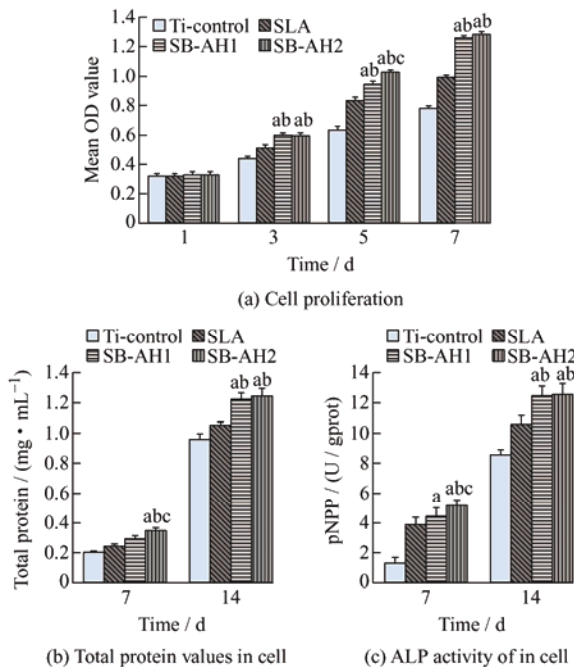 Ti-control SLA
SB-AH1 SB-AH2
1.4
1.2
1.0
0.8
0.6
0.4
0.2
0
Mean OD value
ab ab
ab abc
ab ab
1 3 5 7
Time / d
(a) Cell proliferation
Ti-control SLA
SB-AH1 SB-AH2
1.4
1.2
1.0
0.8
0.6
0.4
0.2
0
Total protein / (mg • mL⁻¹)
abc
ab ab
7 14
Time / d
(b) Total protein values in cell
Ti-control SLA
SB-AH1 SB-AH2
14
12
10
8
6
4
2
0
pNPP / (U / gprot)
a abc
ab ab
7 14
Time / d
(c) ALP activity of in cell